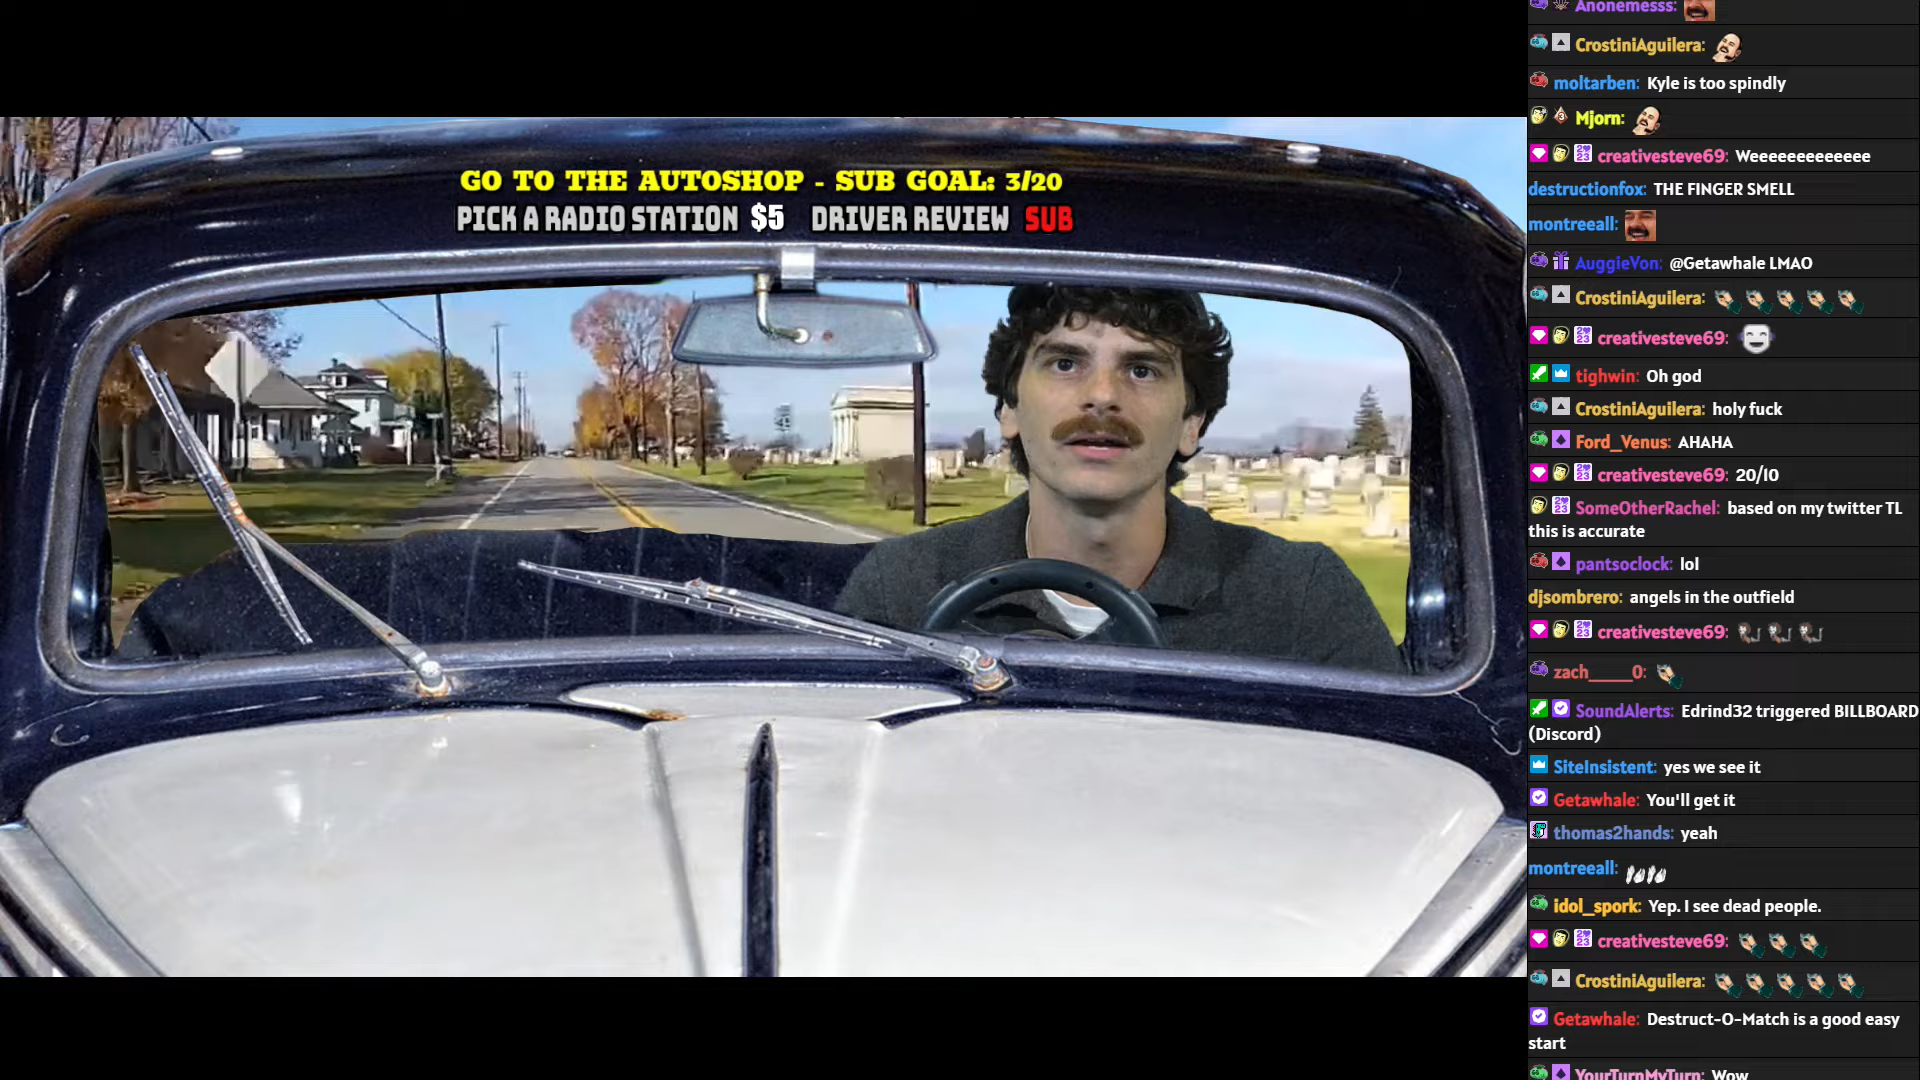 GO TO THE AUTOSHOP - SUB GOAL: 3/20
PICK A RADIO STATION $5 DRIVER REVIEW SUB
Anonemesss:
CrostiniAguilera:
moltarben: Kyle is too spindly
Mjorn:
creativesteve69: Weeeeeeeeeeeee
destructionfox: THE FINGER SMELL
montreeall:
AuggieVon: @Getawhale LMAO
CrostiniAguilera:
creativesteve69:
tighwin: Oh god
CrostiniAguilera: holy fuck
Ford_Venus: AHAHA
creativesteve69: 20/10
SomeOtherRachel: based on my twitter TL
this is accurate
pantsoclock: lol
djsombrero: angels in the outfield
creativesteve69:
zach_____0:
SoundAlerts: Edrind32 triggered BILLBOARD
(Discord)
SiteInsistent: yes we see it
Getawhale: You'll get it
thomas2hands: yeah
montreeall:
idol_spork: Yep. I see dead people.
creativesteve69:
CrostiniAguilera:
Getawhale: Destruct-O-Match is a good easy
start
YourTurnMyTurn: Wow